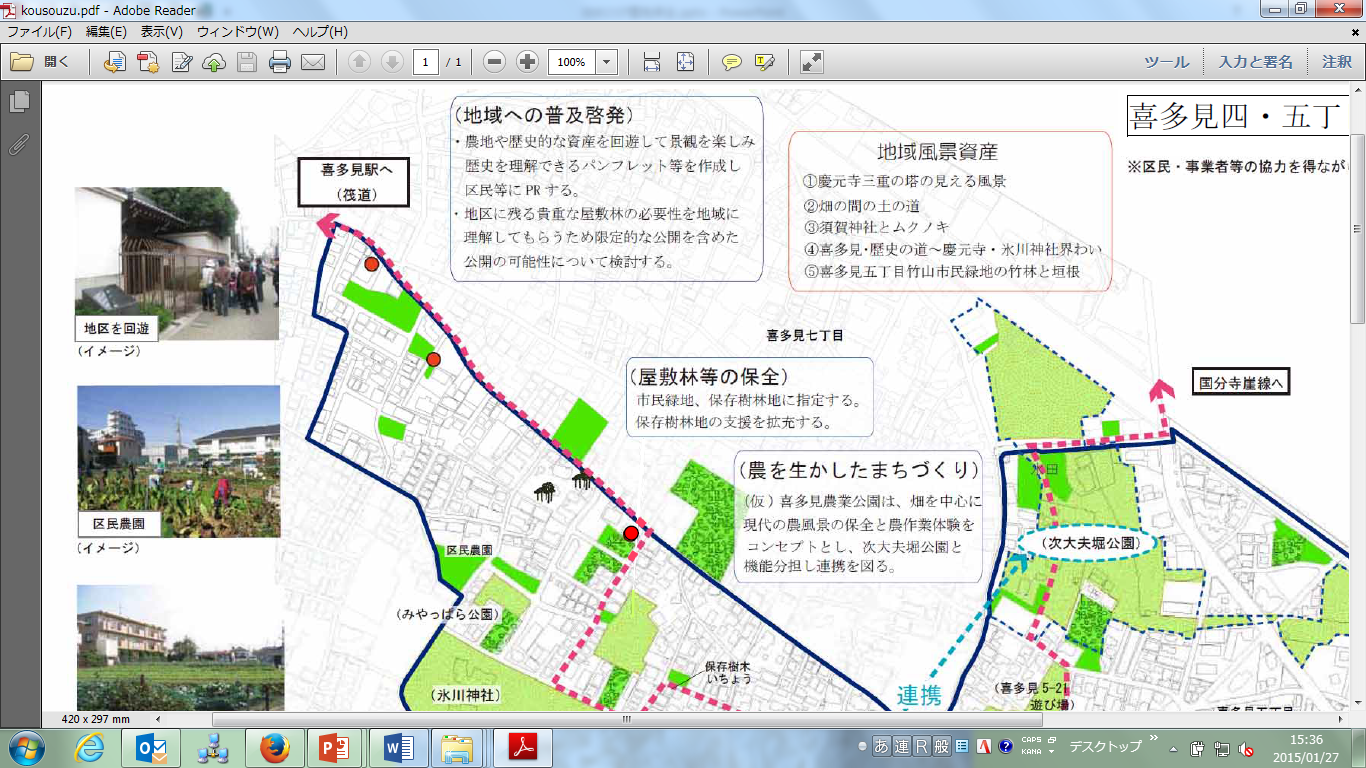 kousouzu.pdf - Adobe Reader
ファイル(F) 編集(E) 表示(V) ウィンドウ(W) ヘルプ(H)
開く 1 / 1 100% ツール 入力と署名 注釈
喜多見四・五丁
※区民・事業者等の協力を得ながら
(地域への普及啓発)
・農地や歴史的な資産を回遊して景観を楽しみ
歴史を理解できるパンフレット等を作成し
区民等に PR する。
・地区に残る貴重な屋敷林の必要性を地域に
理解してもらうため限定的な公開を含めた
公開の可能性について検討する。
地域風景資産
①慶元寺三重の塔の見える風景
②畑の間の土の道
③須賀神社とムクノキ
④喜多見・歴史の道～慶元寺・氷川神社界わい
⑤喜多見五丁目竹山市民緑地の竹林と垣根
喜多見駅へ
(筏道)
地区を回遊
(イメージ)
喜多見七丁目
(屋敷林等の保全)
市民緑地、保存樹林地に指定する。
保存樹林地の支援を拡充する。
国分寺崖線へ
(農を生かしたまちづくり)
(仮）喜多見農業公園は、畑を中心に
現代の農風景の保全と農作業体験を
コンセプトとし、次大夫堀公園と
機能分担し連携を図る。
水田
(次大夫堀公園)
区民農園
(イメージ)
区民農園
(みやっぱら公園)
(氷川神社)
保存樹木
いちょう
連携
(喜多見 5-21
遊び場)
420 x 297 mm
あ 連 R 般
CAPS
KANA
デスクトップ
15:36
2015/01/27